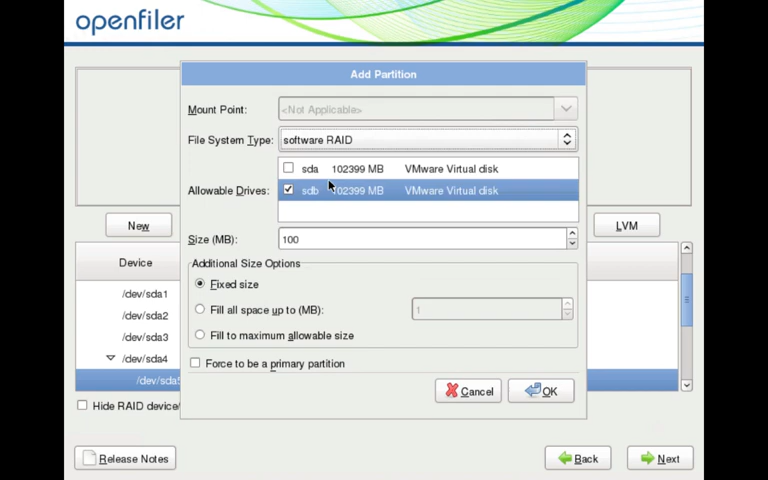 openfiler
Add Partition
Mount Point: <Not Applicable>
File System Type: software RAID
sda 102399 MB VMware Virtual disk
Allowable Drives: sdb 102399 MB VMware Virtual disk
New
LVM
Size (MB): 100
Device
Additional Size Options
Fixed size
/dev/sda1
Fill all space up to (MB): 1
/dev/sda2
Fill to maximum allowable size
/dev/sda3
/dev/sda4
Force to be a primary partition
/dev/sda5
Cancel OK
Hide RAID device/
Release Notes Back Next